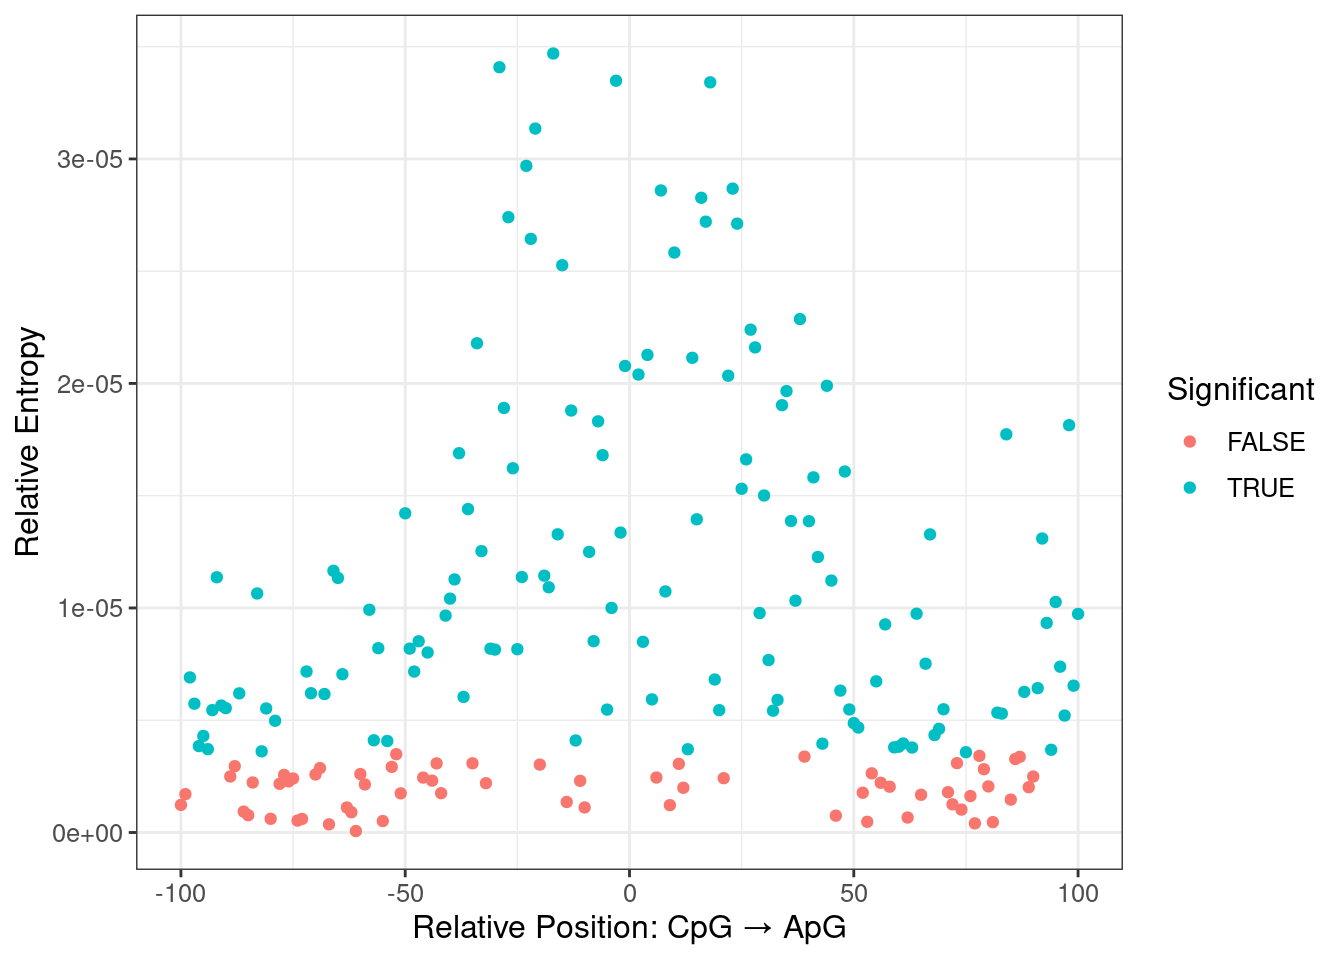 3e-05
2e-05
1e-05
0e+00
-100
-50
0
50
100
Relative Position: CpG → ApG
Relative Entropy
Significant
FALSE
TRUE